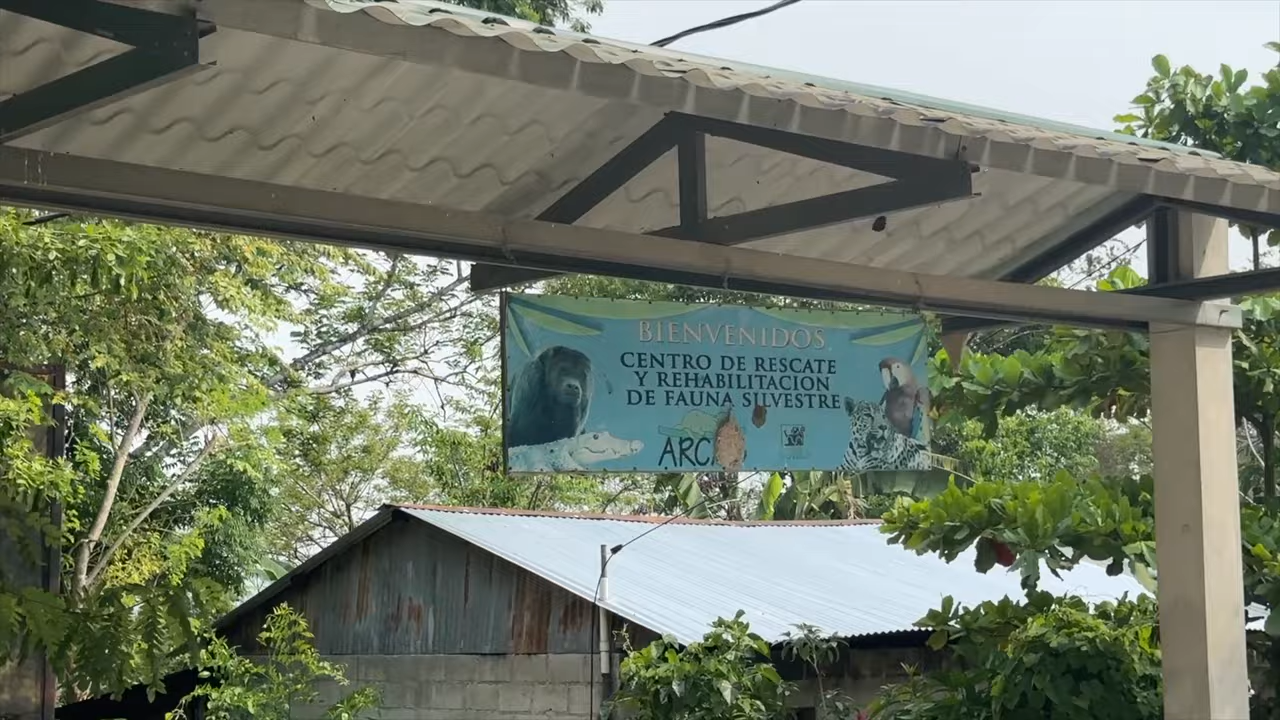 BIENVENIDOS
CENTRO DE RESCATE
Y REHABILITACION
DE FAUNA SILVESTRE
ARC